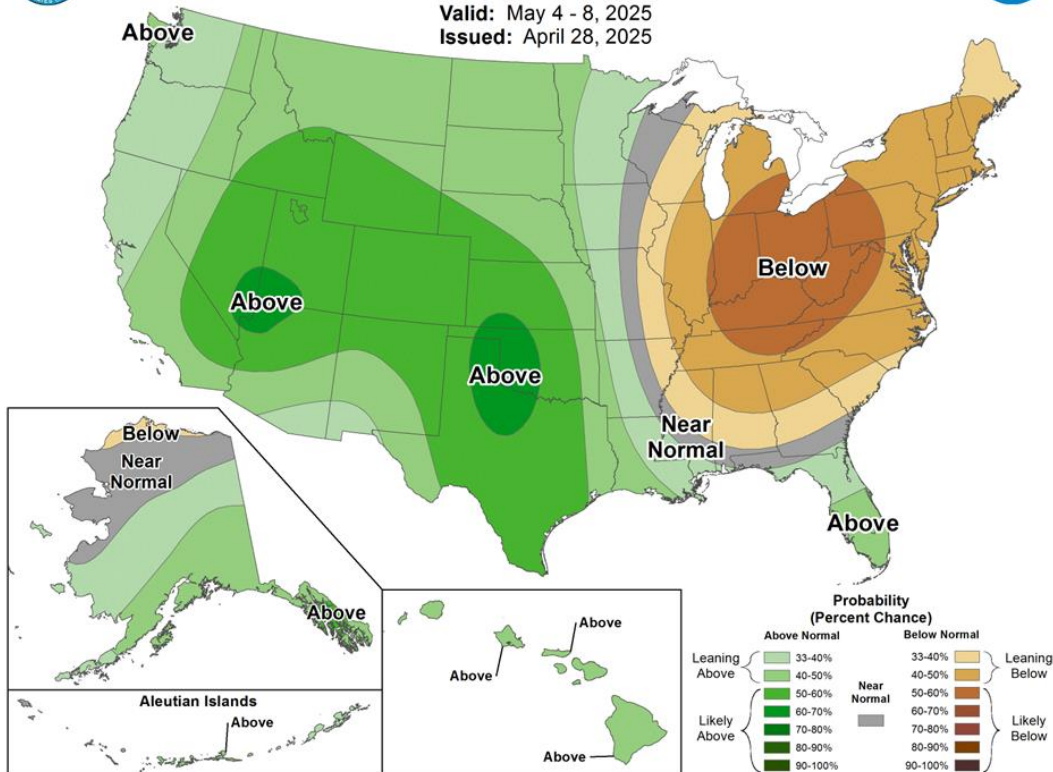 Valid: May 4 - 8, 2025
Issued: April 28, 2025
Above
Below
Above
Above
Near
Normal
Above
Below
Near
Normal
Above
Aleutian Islands
Above
Above
Above
Above
Probability
(Percent Chance)
Above Normal Below Normal
Leaning Above
33-40%
40-50%
Likely Above
50-60%
60-70%
70-80%
80-90%
90-100%
Near
Normal
33-40%
40-50%
Leaning Below
50-60%
60-70%
70-80%
80-90%
90-100%
Likely Below